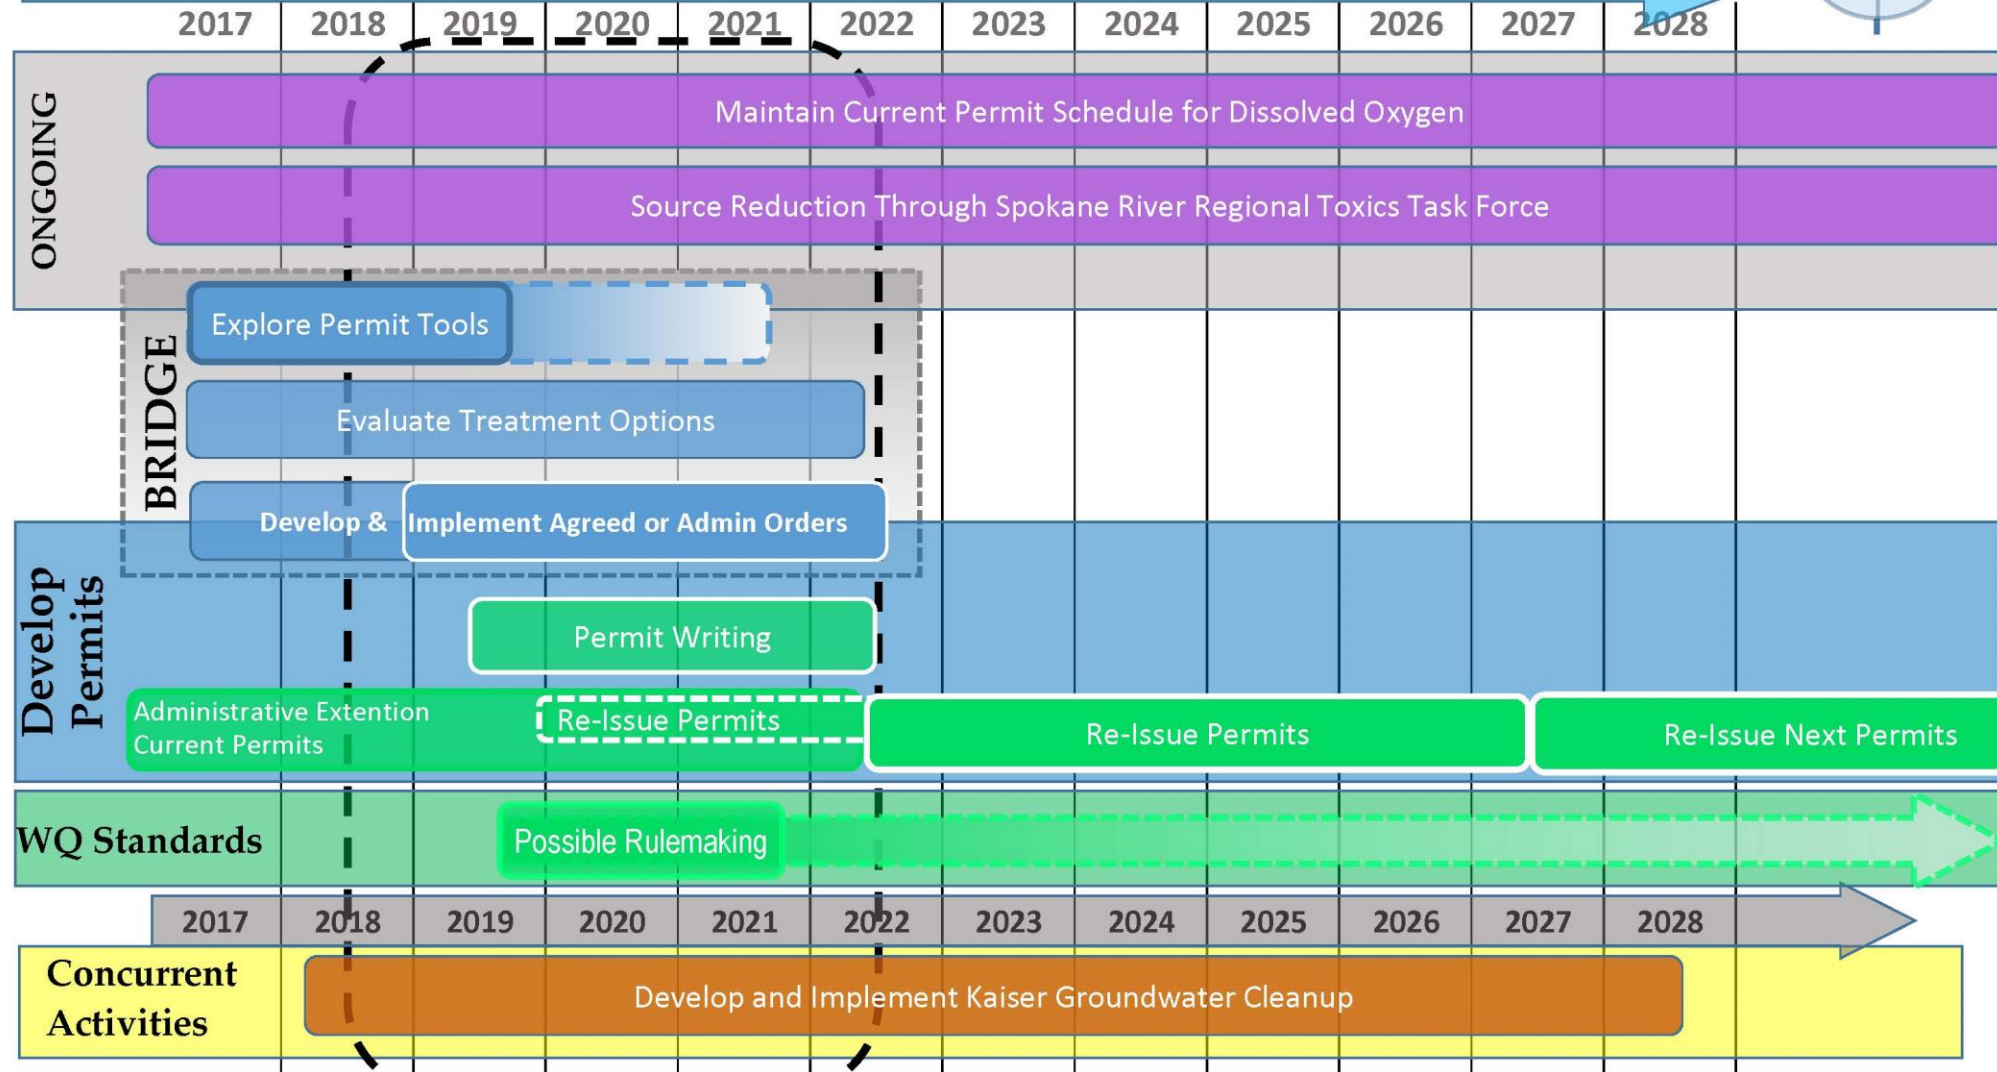 2017 2018 2019 2020 2021 2022 2023 2024 2025 2026 2027 2028
ONGOING
Maintain Current Permit Schedule for Dissolved Oxygen
Source Reduction Through Spokane River Regional Toxics Task Force
BRIDGE
Explore Permit Tools
Evaluate Treatment Options
Develop & Implement Agreed or Admin Orders
Develop
Permits
Permit Writing
Administrative Extention
Current Permits
Re-Issue Permits
Re-Issue Permits
Re-Issue Next Permits
WQ Standards
Possible Rulemaking
2017 2018 2019 2020 2021 2022 2023 2024 2025 2026 2027 2028
Concurrent
Activities
Develop and Implement Kaiser Groundwater Cleanup